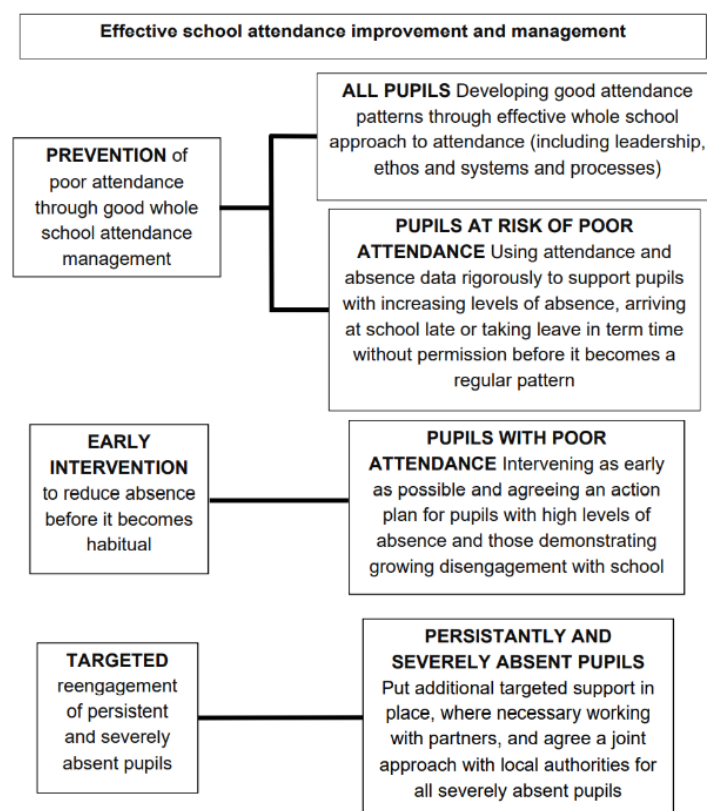 Effective school attendance improvement and management
PREVENTION of
poor attendance
through good whole
school attendance
management
ALL PUPILS Developing good attendance
patterns through effective whole school
approach to attendance (including leadership,
ethos and systems and processes)
PUPILS AT RISK OF POOR
ATTENDANCE Using attendance and
absence data rigorously to support pupils
with increasing levels of absence, arriving
at school late or taking leave in term time
without permission before it becomes a
regular pattern
EARLY
INTERVENTION
to reduce absence
before it becomes
habitual
PUPILS WITH POOR
ATTENDANCE Intervening as early
as possible and agreeing an action
plan for pupils with high levels of
absence and those demonstrating
growing disengagement with school
TARGETED
reengagement
of persistent
and severely
absent pupils
PERSISTANTLY AND
SEVERELY ABSENT PUPILS
Put additional targeted support in
place, where necessary working
with partners, and agree a joint
approach with local authorities for
all severely absent pupils